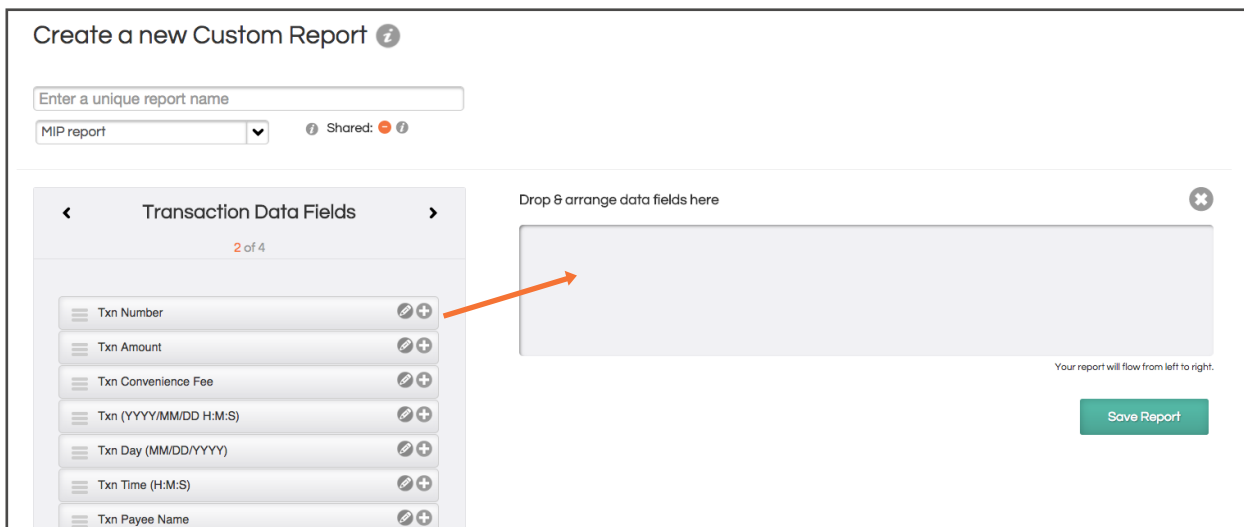 Create a new Custom Report
Enter a unique report name
MIP report
Shared:
Transaction Data Fields
2 of 4
Txn Number
Txn Amount
Txn Convenience Fee
Txn (YYYY/MM/DD H:M:S)
Txn Day (MM/DD/YYYY)
Txn Time (H:M:S)
Txn Payee Name
Drop & arrange data fields here
Your report will flow from left to right.
Save Report